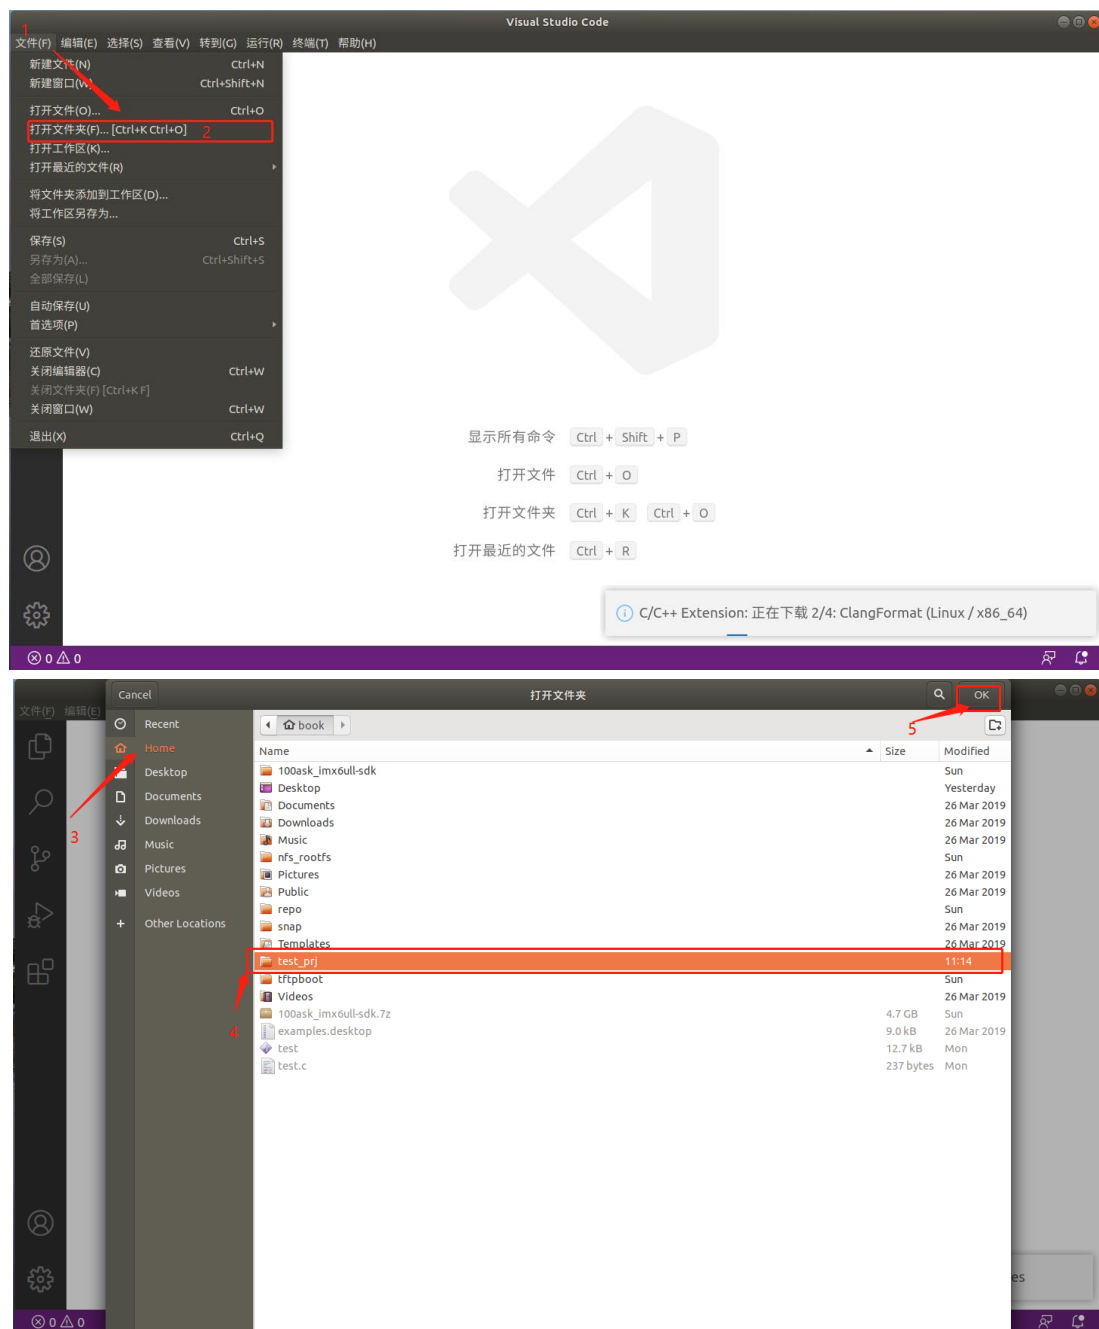 Visual Studio Code
1
文件(F) 编辑(E) 选择(S) 查看(V) 转到(G) 运行(R) 终端(T) 帮助(H)
新建文件(N) Ctrl+N
新建窗口(W) Ctrl+Shift+N
打开文件(O)... Ctrl+O
打开文件夹(F)... [Ctrl+K Ctrl+O] 2
打开工作区(K)...
打开最近的文件(R)
将文件夹添加到工作区(D)...
将工作区另存为...
保存(S) Ctrl+S
另存为(A)... Ctrl+Shift+S
全部保存(L)
自动保存(U)
首选项(P)
还原文件(V)
关闭编辑器(C) Ctrl+W
关闭文件夹(F) [Ctrl+K F]
关闭窗口(W) Ctrl+W
退出(X) Ctrl+Q
显示所有命令 Ctrl + Shift + P
打开文件 Ctrl + O
打开文件夹 Ctrl + K Ctrl + O
打开最近的文件 Ctrl + R
C/C++ Extension: 正在下载 2/4: ClangFormat (Linux / x86_64)
0 0
文件(F) 编辑(E)
Cancel 打开文件夹 OK
5
Recent
Home
Desktop
Documents
Downloads
3
Music
Pictures
Videos
+ Other Locations
book
Name Size Modified
100ask_imx6ull-sdk Sun
Desktop Yesterday
Documents 26 Mar 2019
Downloads 26 Mar 2019
Music 26 Mar 2019
nfs_rootfs Sun
Pictures 26 Mar 2019
Public 26 Mar 2019
repo Sun
snap 26 Mar 2019
Templates 26 Mar 2019
test_prj 11:14
tftpboot Sun
Videos 26 Mar 2019
100ask_imx6ull-sdk.7z 4.7 GB Sun
4
examples.desktop 9.0 kB 26 Mar 2019
test 12.7 kB Mon
test.c 237 bytes Mon
es
0 0